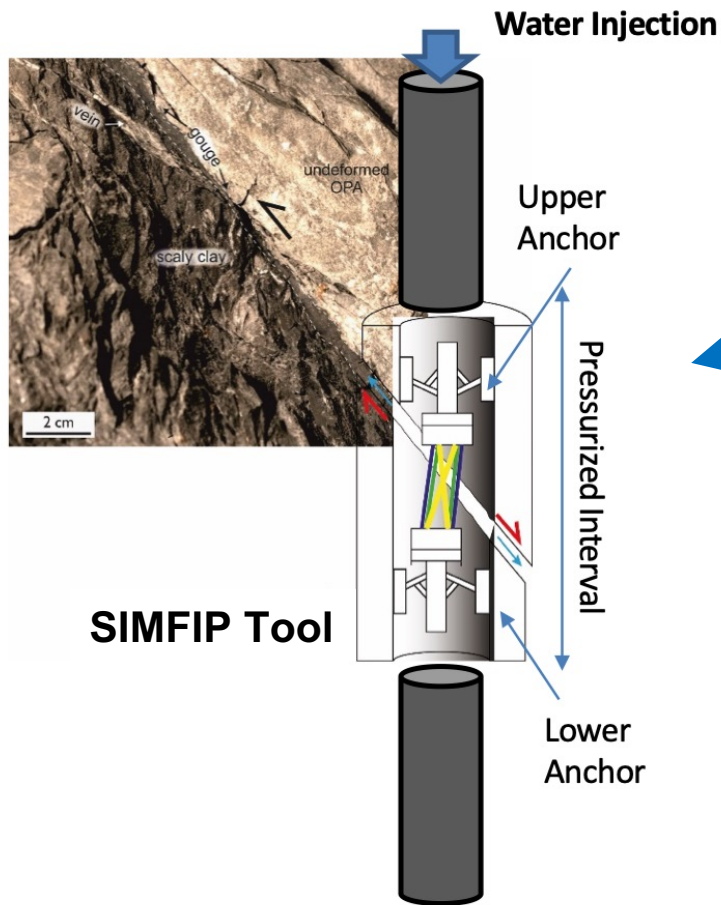 Water Injection
vein
gouge
undeformed
OPA
scaly clay
2 cm
Upper
Anchor
Pressurized Interval
SIMFIP Tool
Lower
Anchor